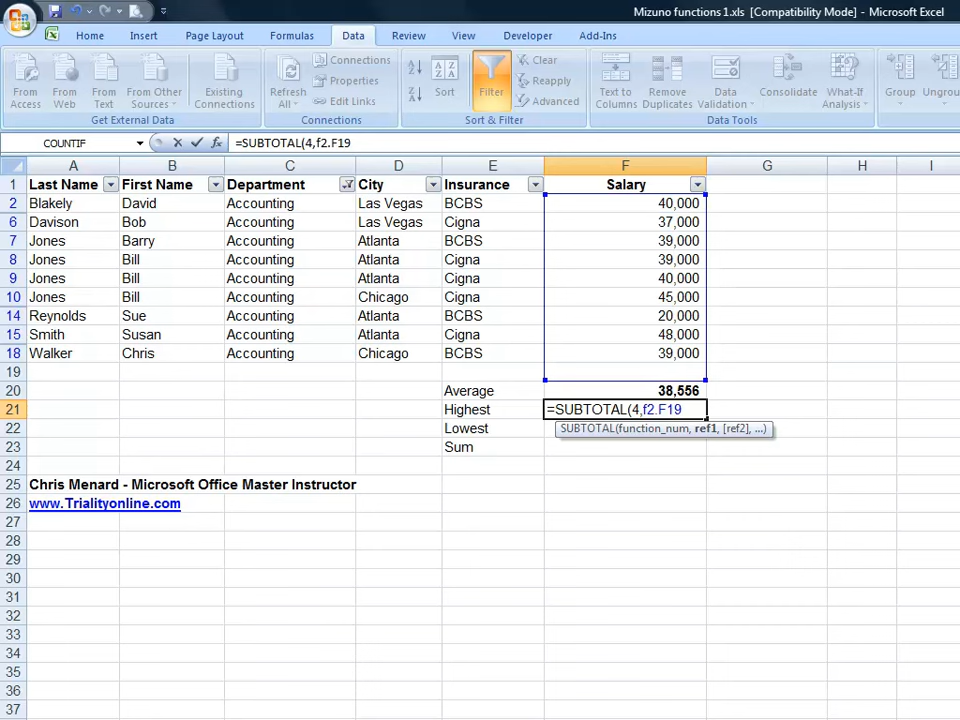 Mizuno functions1.xls [Compatibility Mode] - Microsoft Excel
Home Insert Page Layout Formulas Data Review View Developer Add-Ins
From Access
From Web
From Text
From Other Sources
Existing Connections
Get External Data
Refresh All
Connections
Properties
Edit Links
Connections
Sort
Filter
Clear
Reapply
Advanced
Sort & Filter
Text to Columns
Remove Duplicates
Data Validation
Consolidate
What-If Analysis
Data Tools
Group
Ungrou
COUNTIF =SUBTOTAL(4,f2.F19
A B C D E F G H I
1 Last Name First Name Department City Insurance Salary
2 Blakely David Accounting Las Vegas BCBS 40,000
6 Davison Bob Accounting Las Vegas Cigna 37,000
7 Jones Barry Accounting Atlanta BCBS 39,000
8 Jones Bill Accounting Atlanta Cigna 39,000
9 Jones Bill Accounting Atlanta Cigna 40,000
10 Jones Bill Accounting Chicago Cigna 45,000
14 Reynolds Sue Accounting Atlanta BCBS 20,000
15 Smith Susan Accounting Atlanta Cigna 48,000
18 Walker Chris Accounting Chicago BCBS 39,000
19
20 Average 38,556
21 Highest =SUBTOTAL(4,f2.F19
22 Lowest SUBTOTAL(function_num, ref1, [ref2], ...)
23 Sum
24
25 Chris Menard - Microsoft Office Master Instructor
26 www.Trialityonline.com
27
28
29
30
31
32
33
34
35
36
37